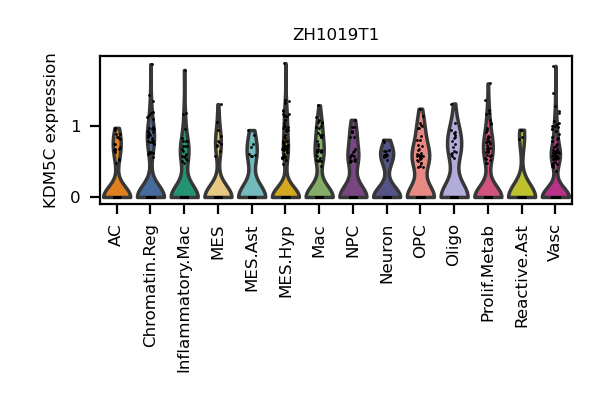 ZH1019T1
KDM5C expression
1
0
AC
Chromatin.Reg
Inflammatory.Mac
MES
MES.Ast
MES.Hyp
Mac
NPC
Neuron
OPC
Oligo
Prolif.Metab
Reactive.Ast
Vasc